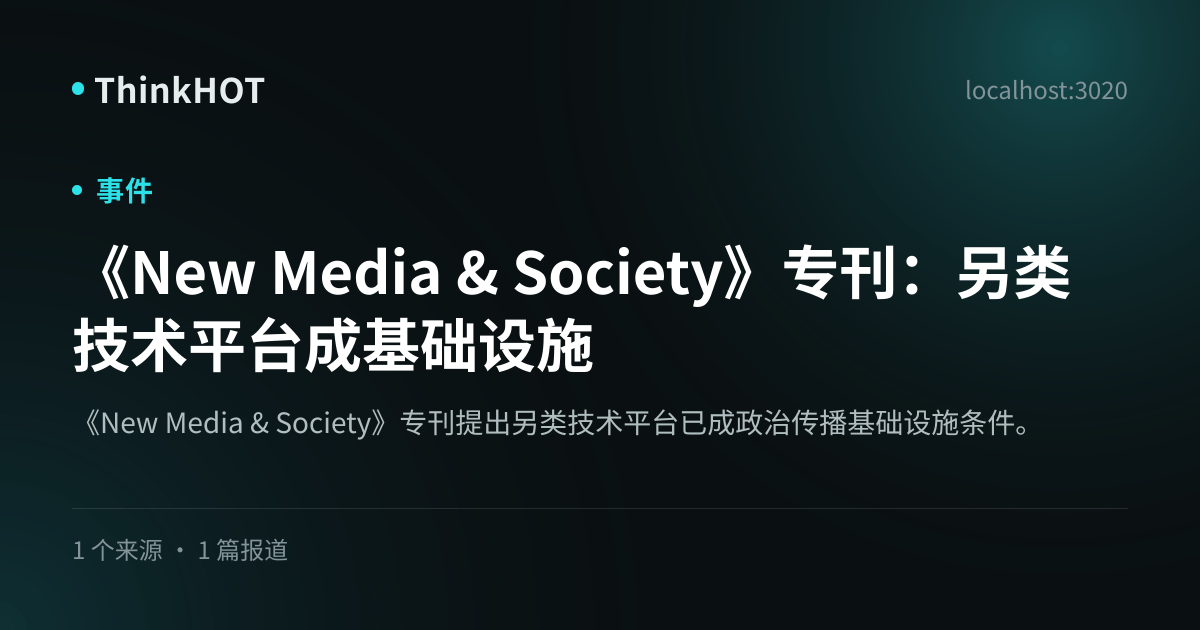 ThinkHOT
localhost:3020
事件
《New Media & Society》专刊：另类
技术平台成基础设施
《New Media & Society》专刊提出另类技术平台已成政治传播基础设施条件。
1 个来源 · 1 篇报道